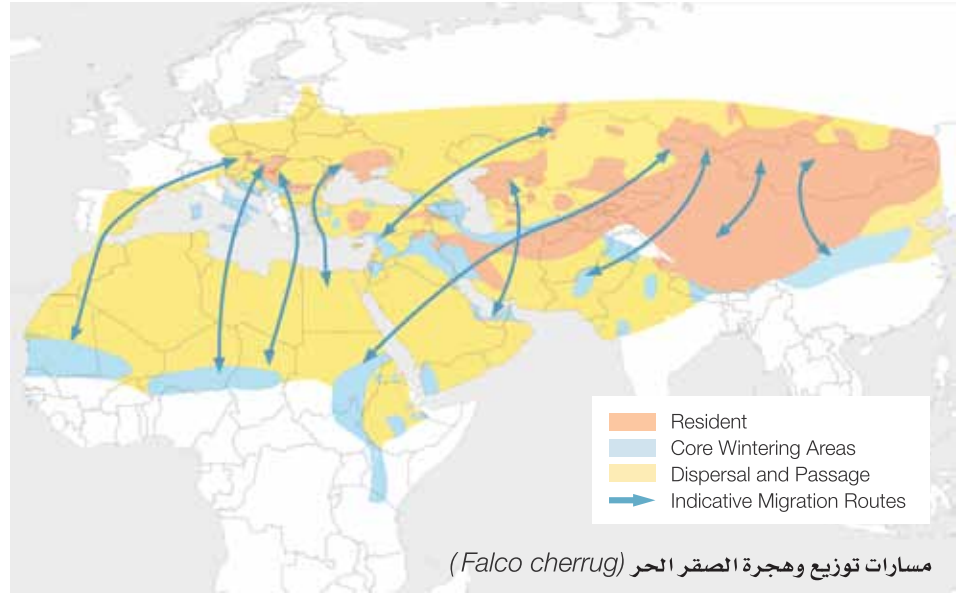 Resident
Core Wintering Areas
Dispersal and Passage
Indicative Migration Routes
مسارات توزيع وهجرة الصقر الحر (Falco cherrug)